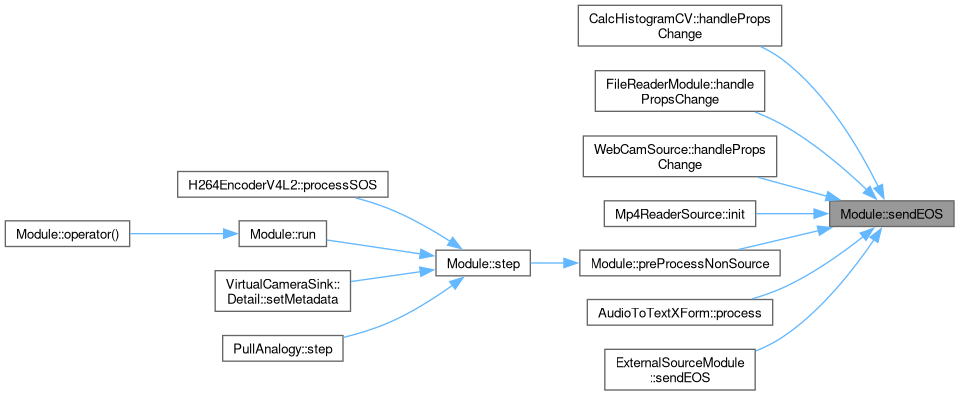 CalcHistogramCV::handleProps
Change
FileReaderModule::handle
PropsChange
WebCamSource::handleProps
Change
H264EncoderV4L2::processSOS
Mp4ReaderSource::init
Module::sendEOS
Module::operator()
Module::run
Module::step
Module::preProcessNonSource
VirtualCameraSink::
Detail::setMetadata
AudioToTextXForm::process
PullAnalogy::step
ExternalSourceModule
::sendEOS